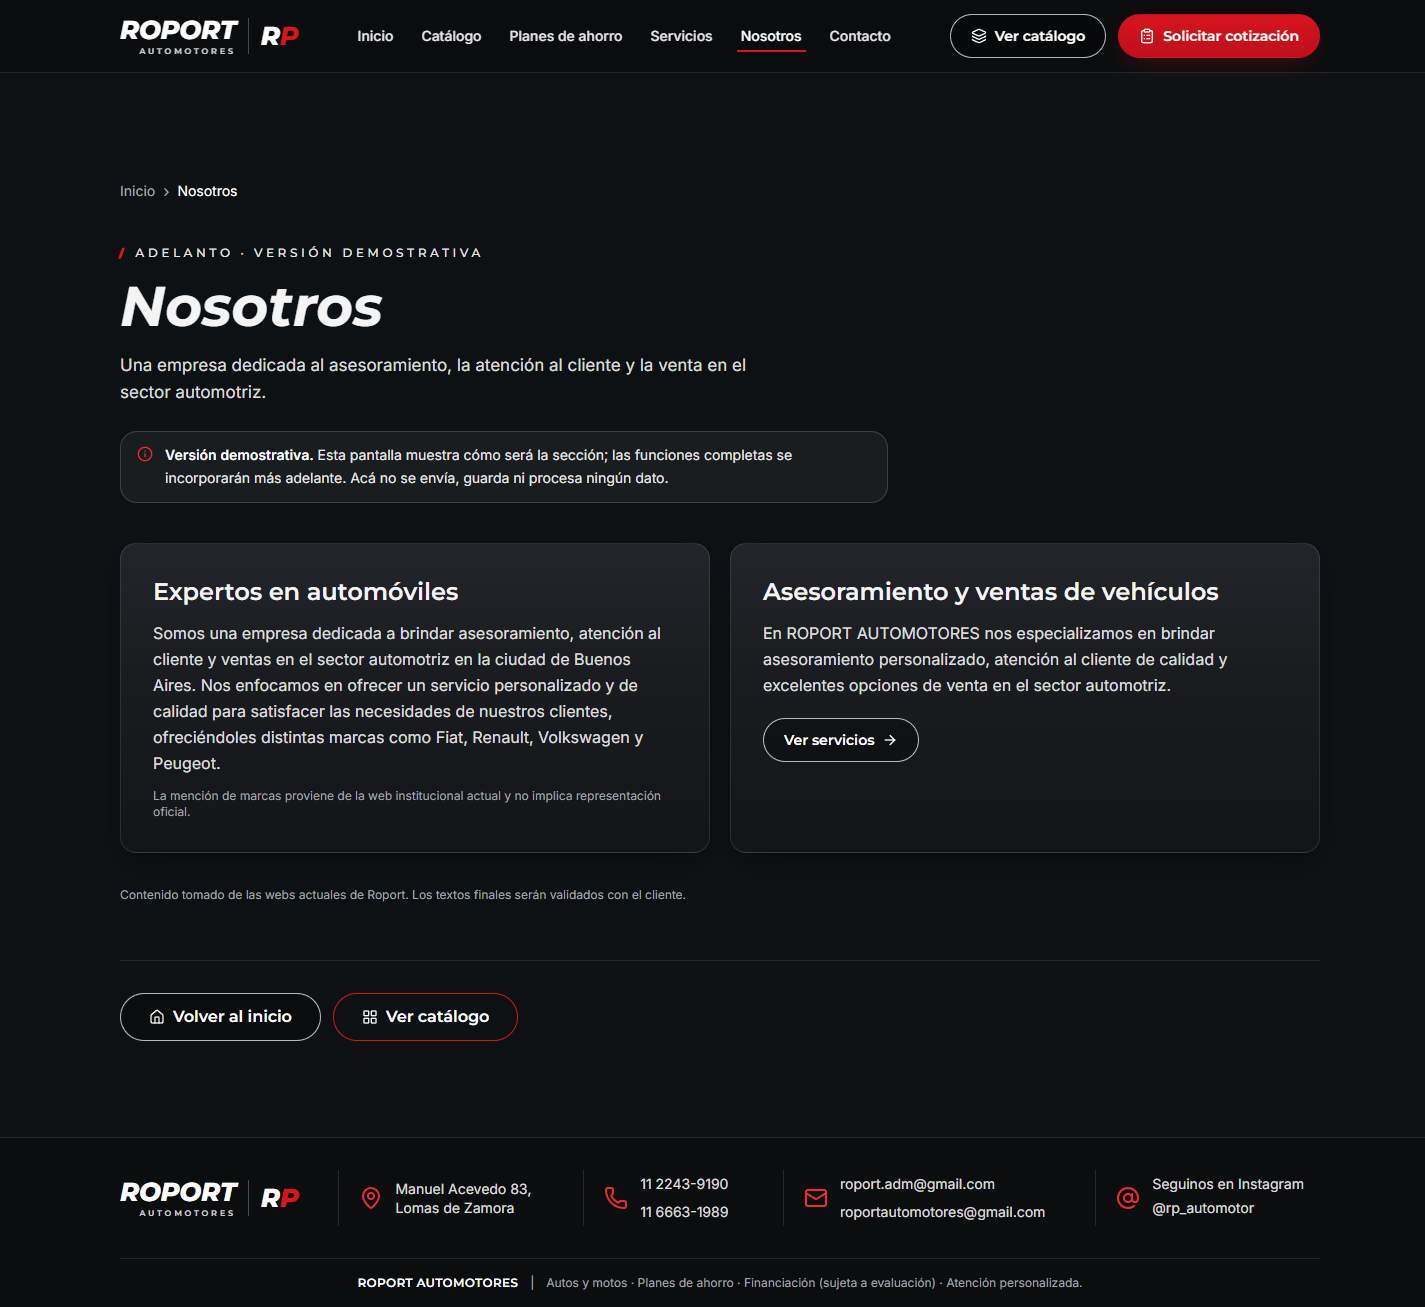 ROPORT
AUTOMOTORES
RP
Inicio
Catálogo
Planes de ahorro
Servicios
Nosotros
Contacto
Ver catálogo
Solicitar cotización
Inicio › Nosotros
ADELANTO · VERSIÓN DEMOSTRATIVA
Nosotros
Una empresa dedicada al asesoramiento, la atención al cliente y la venta en el
sector automotriz.
Versión demostrativa. Esta pantalla muestra cómo será la sección; las funciones completas se
incorporarán más adelante. Acá no se envía, guarda ni procesa ningún dato.
Expertos en automóviles
Somos una empresa dedicada a brindar asesoramiento, atención al
cliente y ventas en el sector automotriz en la ciudad de Buenos
Aires. Nos enfocamos en ofrecer un servicio personalizado y de
calidad para satisfacer las necesidades de nuestros clientes,
ofreciéndoles distintas marcas como Fiat, Renault, Volkswagen y
Peugeot.
La mención de marcas proviene de la web institucional actual y no implica representación
oficial.
Asesoramiento y ventas de vehículos
En ROPORT AUTOMOTORES nos especializamos en brindar
asesoramiento personalizado, atención al cliente de calidad y
excelentes opciones de venta en el sector automotriz.
Ver servicios
Contenido tomado de las webs actuales de Roport. Los textos finales serán validados con el cliente.
Volver al inicio
Ver catálogo
ROPORT
AUTOMOTORES
RP
Manuel Acevedo 83,
Lomas de Zamora
11 2243-9190
11 6663-1989
roport.adm@gmail.com
roportautomotores@gmail.com
Seguinos en Instagram
@rp_automotor
ROPORT AUTOMOTORES | Autos y motos · Planes de ahorro · Financiación (sujeta a evaluación) · Atención personalizada.